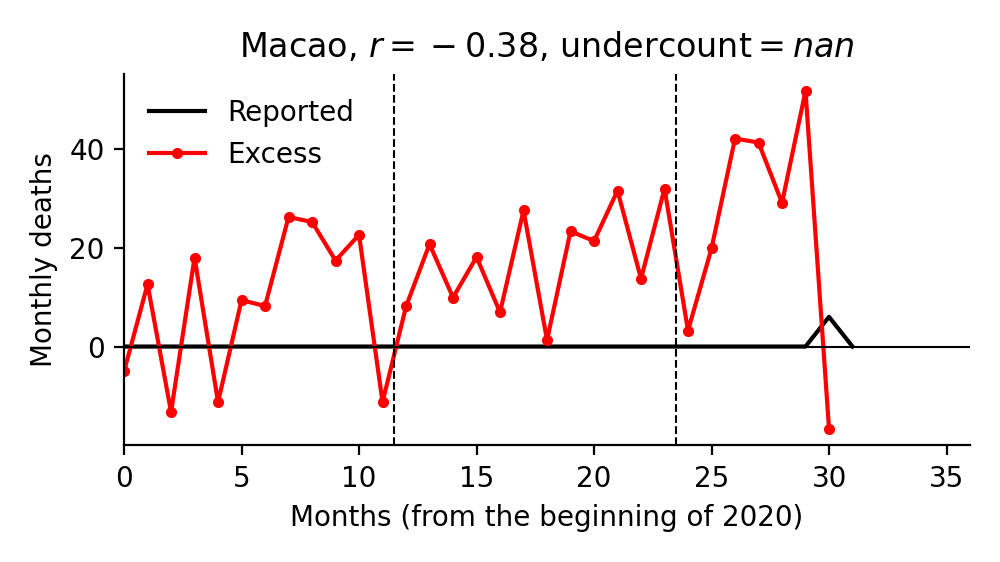 Macao, r = −0.38, undercount = nan
Reported
Excess
Monthly deaths
40
20
0
0 5 10 15 20 25 30 35
Months (from the beginning of 2020)